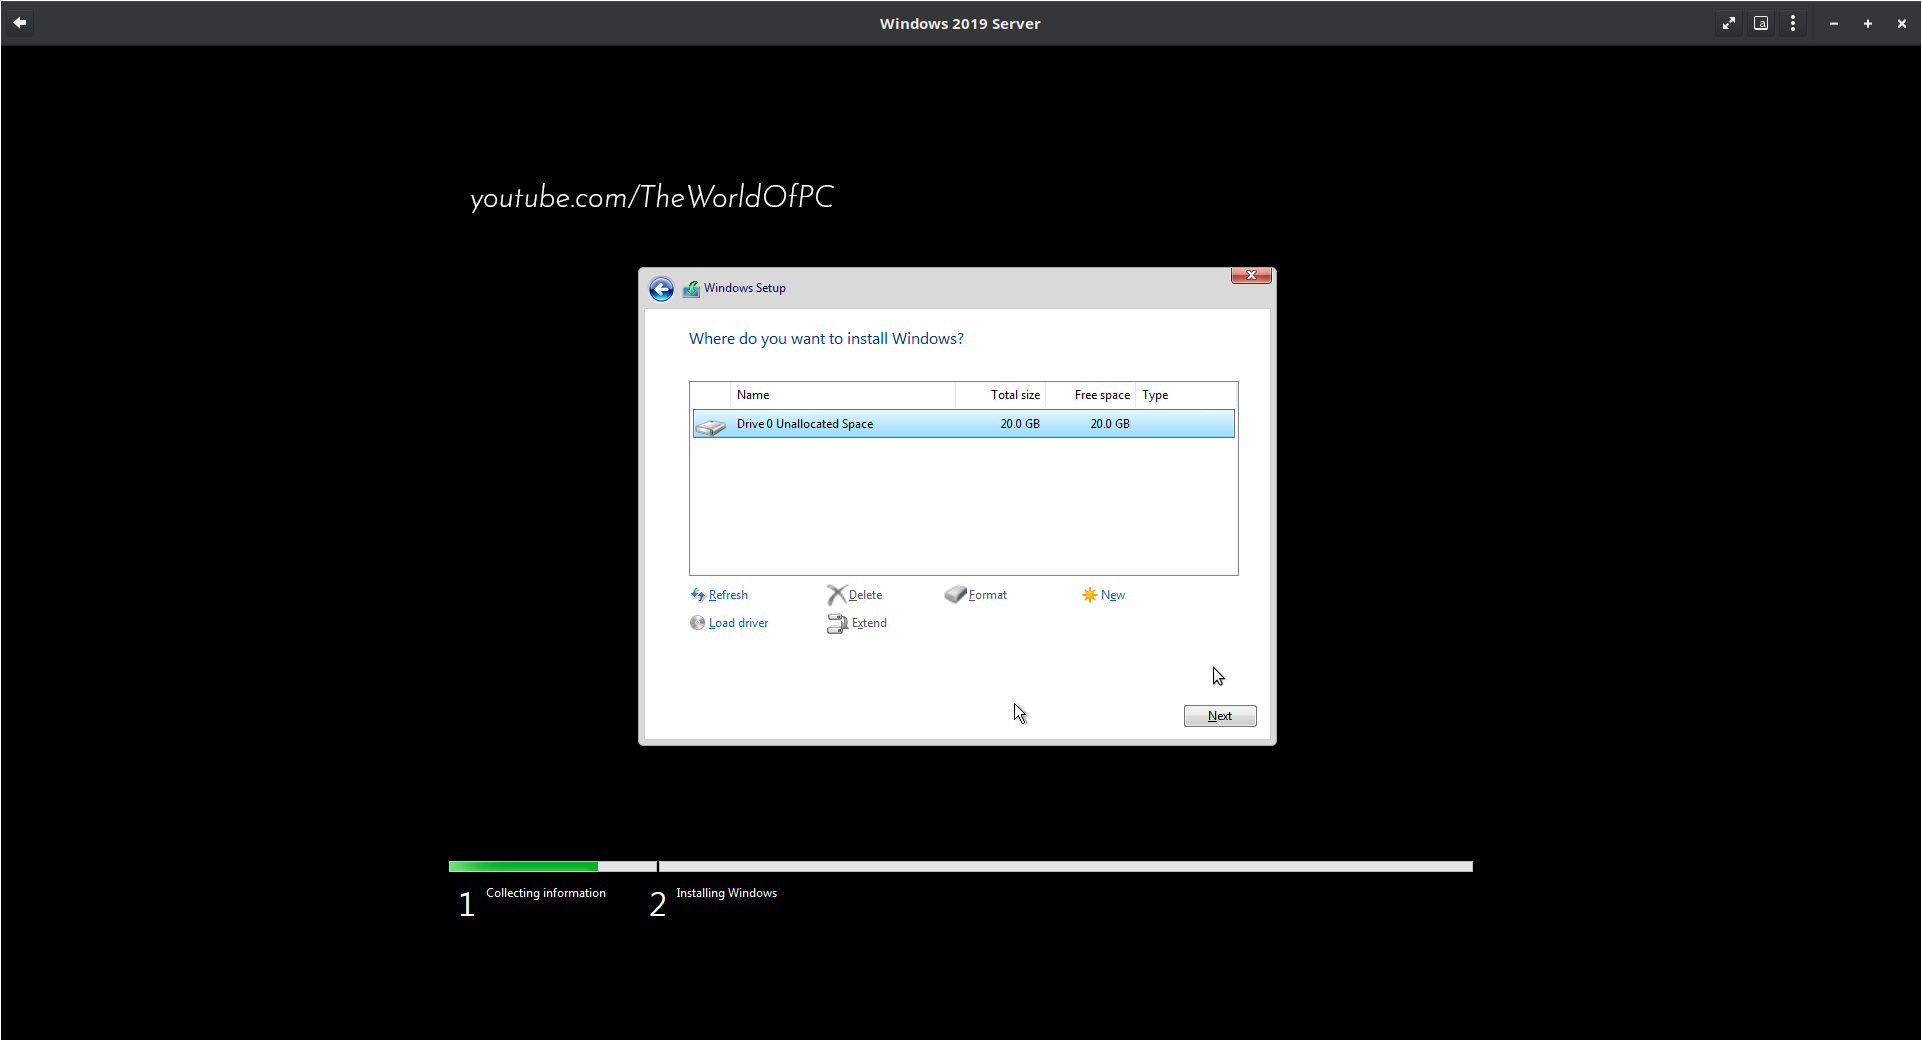 Windows 2019 Server
youtube.com/TheWorldOfPC
Windows Setup
Where do you want to install Windows?
Name Total size Free space Type
Drive 0 Unallocated Space 20.0 GB 20.0 GB
Refresh Delete Format New
Load driver Extend
Next
1 Collecting information 2 Installing Windows